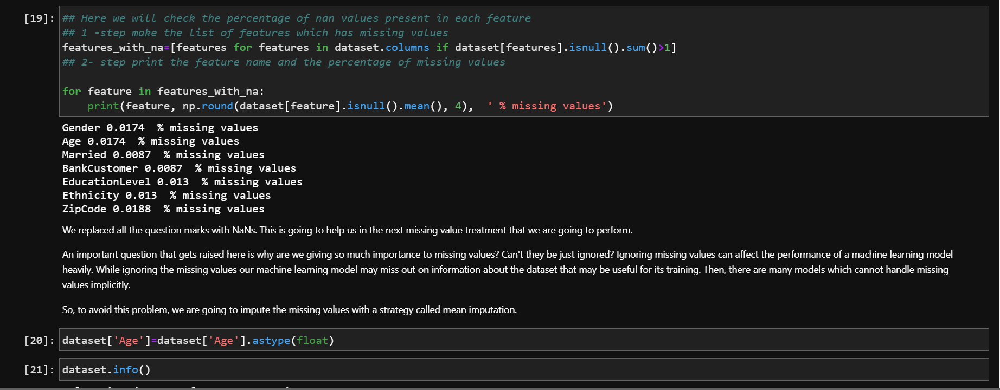 [19]: ## Here we will check the percentage of nan values present in each feature
## 1 -step make the list of features which has missing values
features_with_na=[features for features in dataset.columns if dataset[features].isnull().sum()>1]
## 2- step print the feature name and the percentage of missing values
for feature in features_with_na:
    print(feature, np.round(dataset[feature].isnull().mean(), 4),  ' % missing values')
Gender 0.0174  % missing values
Age 0.0174  % missing values
Married 0.0087  % missing values
BankCustomer 0.0087  % missing values
EducationLevel 0.013  % missing values
Ethnicity 0.013  % missing values
ZipCode 0.0188  % missing values
We replaced all the question marks with NaNs. This is going to help us in the next missing value treatment that we are going to perform.
An important question that gets raised here is why are we giving so much importance to missing values? Can't they be just ignored? Ignoring missing values can affect the performance of a machine learning model
heavily. While ignoring the missing values our machine learning model may miss out on information about the dataset that may be useful for its training. Then, there are many models which cannot handle missing
values implicitly.
So, to avoid this problem, we are going to impute the missing values with a strategy called mean imputation.
[20]: dataset['Age']=dataset['Age'].astype(float)
[21]: dataset.info()